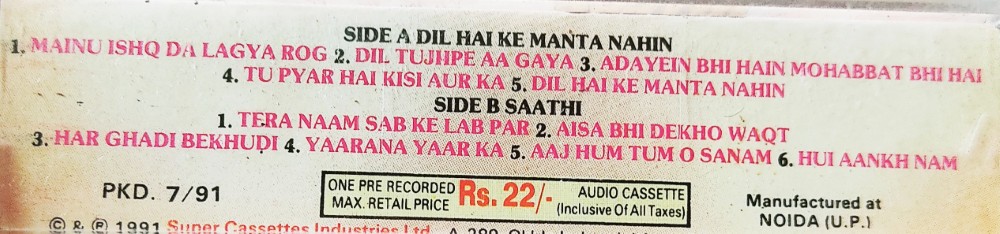 SIDE A DIL HAI KE MANTA NAHIN
1. MAINU ISHQ DA LAGYA ROG 2. DIL TUJHPE AA GAYA 3. ADAYEIN BHI HAIN MOHABBAT BHI HAI
4. TU PYAR HAI KISI AUR KA 5. DIL HAI KE MANTA NAHIN
SIDE B SAATHI
1. TERA NAAM SAB KE LAB PAR 2. AISA BHI DEKHO WAQT
3. HAR GHADI BEKHUDI 4. YAARANA YAAR KA 5. AAJ HUM TUM O SANAM 6. HUI AANKH NAM
PKD. 7/91
ONE PRE RECORDED Rs. 22/- AUDIO CASSETTE
MAX. RETAIL PRICE (Inclusive Of All Taxes)
Manufactured at
NOIDA (U.P.)
© & ℗ 1991 Super Cassettes Industries Ltd.